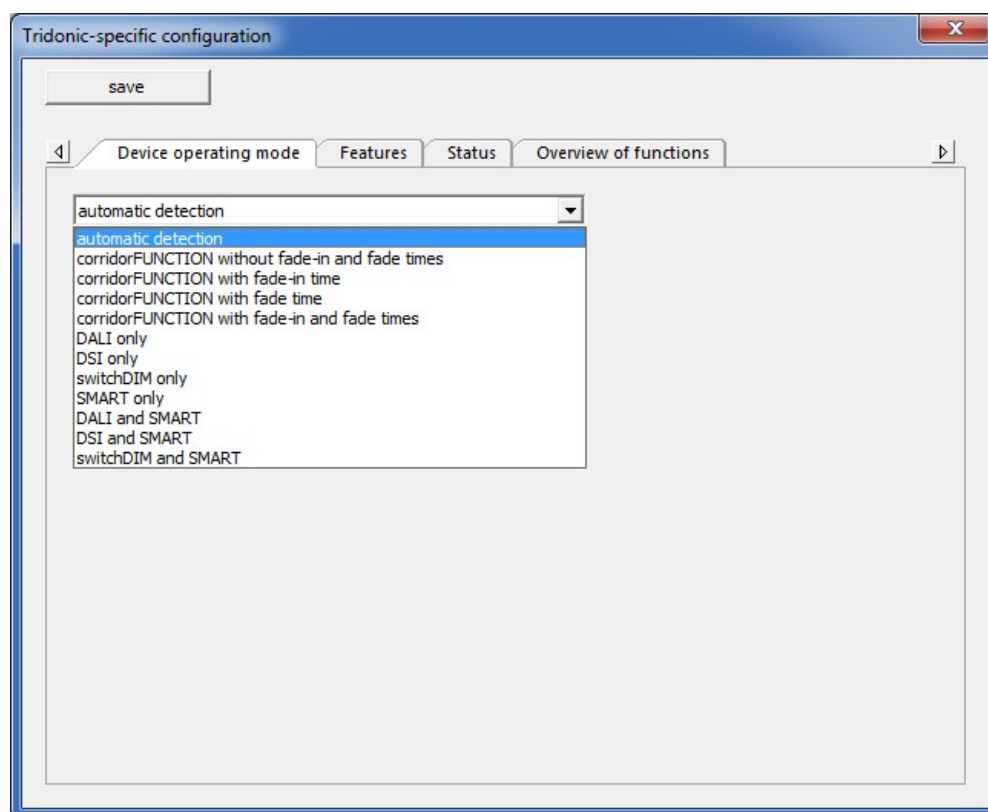 Tridonic-specific configuration
save
Device operating mode Features Status Overview of functions
automatic detection
automatic detection
corridorFUNCTION without fade-in and fade times
corridorFUNCTION with fade-in time
corridorFUNCTION with fade time
corridorFUNCTION with fade-in and fade times
DALI only
DSI only
switchDIM only
SMART only
DALI and SMART
DSI and SMART
switchDIM and SMART